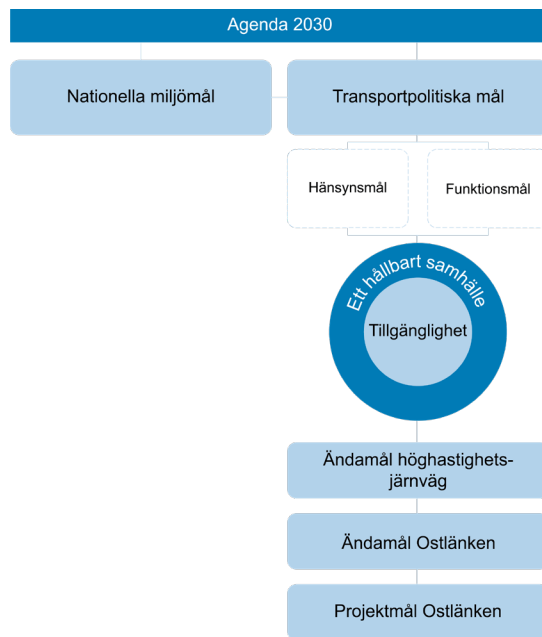 Agenda 2030
Nationella miljömål
Transportpolitiska mål
Hänsynsmål
Funktionsmål
Ett hållbart samhälle
Tillgänglighet
Ändamål höghastighets-
järnväg
Ändamål Ostlänken
Projektmål Ostlänken